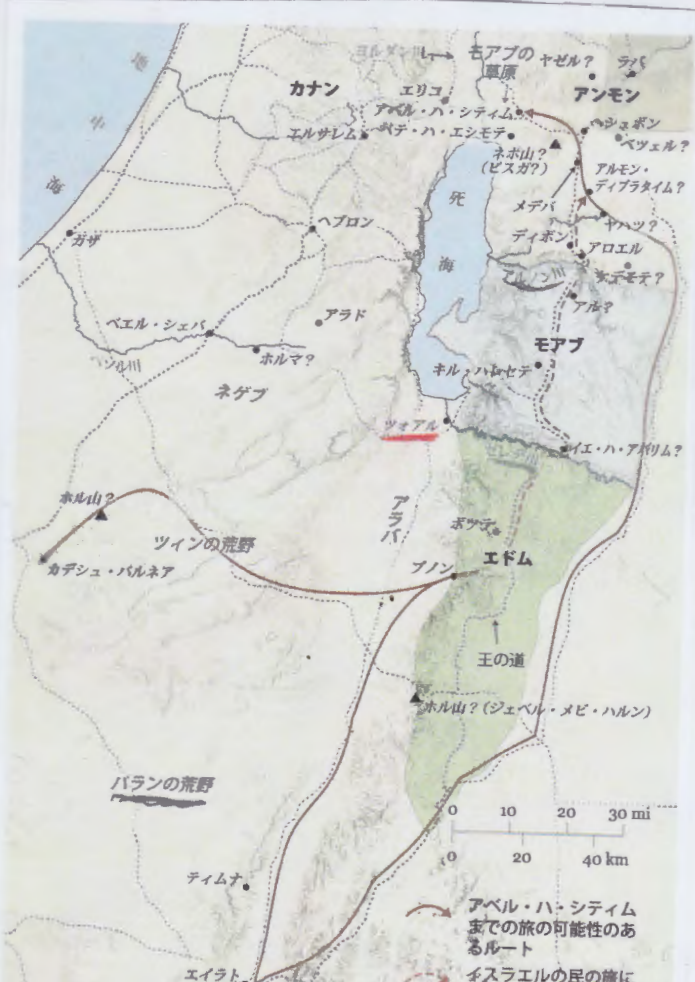 地
中
海
ヨルダン川
モアブの
草原
ヤゼル?
ラバ
カナン
エリコ
アンモン
アベル・ハ・シティム
ヘシュボン
エルサレム
ベテ・ハ・エシモテ
ベツェル?
ネボ山?
(ピスガ?)
アルモン・
ディブラタイム?
死
海
メデバ
ヤハツ?
ガザ
ヘブロン
ディボン
アロエル
アルノン川
ケデモテ?
アル?
アラド
ベエル・シェバ
ホルマ?
モアブ
キル・ハレセテ
ネゲブ
ツォアル
イエ・ハ・アバリム?
ゼレデ川
ホル山?
アラバ
ツィンの荒野
ボツラ
カデシュ・バルネア
プノン
エドム
王の道
ホル山?(ジェベル・メビ・ハルン)
パランの荒野
0 10 20 30 mi
0 20 40 km
ティムナ
アベル・ハ・シティム
までの旅の可能性のあ
るルート
エイラト
イスラエルの民の旅に